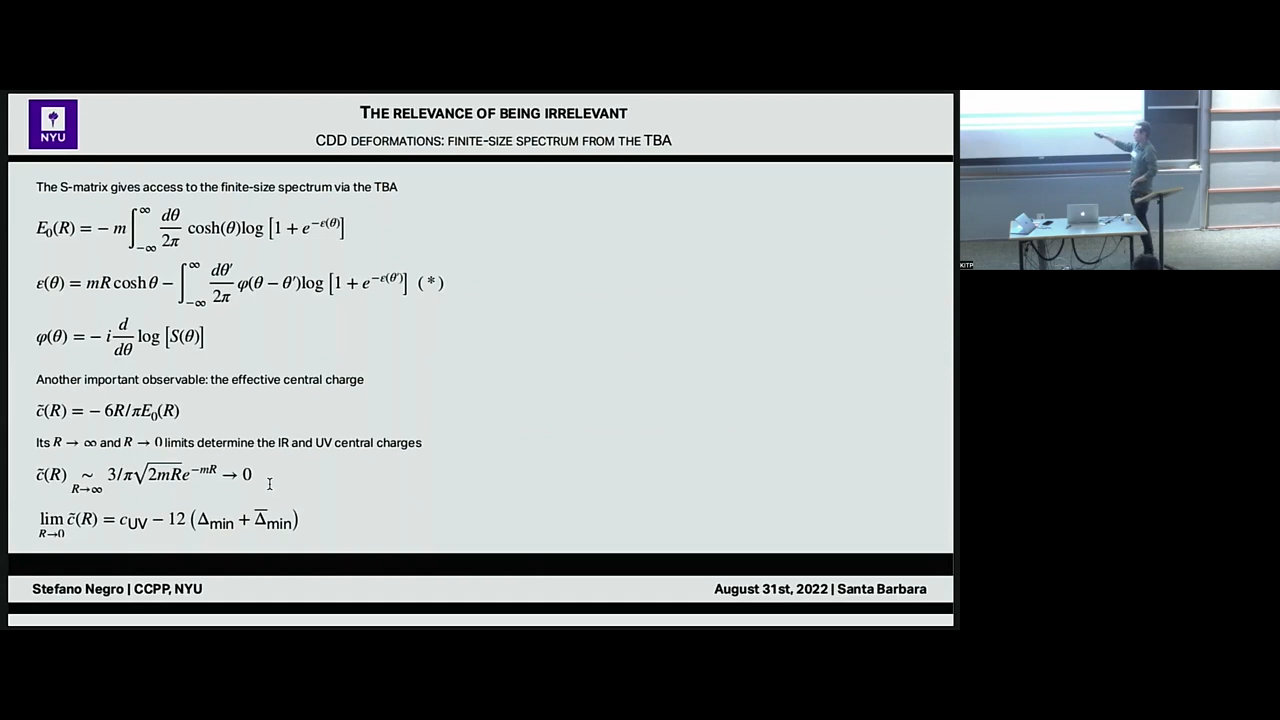 THE RELEVANCE OF BEING IRRELEVANT
CDD DEFORMATIONS: FINITE-SIZE SPECTRUM FROM THE TBA
NYU
The S-matrix gives access to the finite-size spectrum via the TBA
E₀(R) = − m ∫_{−∞}^{∞} dθ/2π cosh(θ)log [1 + e^{−ε(θ)}]
ε(θ) = mR cosh θ − ∫_{−∞}^{∞} dθ′/2π φ(θ − θ′)log [1 + e^{−ε(θ′)}] (*)
φ(θ) = − i d/dθ log [S(θ)]
Another important observable: the effective central charge
c̃(R) = − 6R/πE₀(R)
Its R → ∞ and R → 0 limits determine the IR and UV central charges
c̃(R) ∼_{R→∞} 3/π√(2mR)e^{−mR} → 0
lim_{R→0} c̃(R) = c_UV − 12 (Δ_min + Δ̅_min)
Stefano Negro | CCPP, NYU
August 31st, 2022 | Santa Barbara
KITP